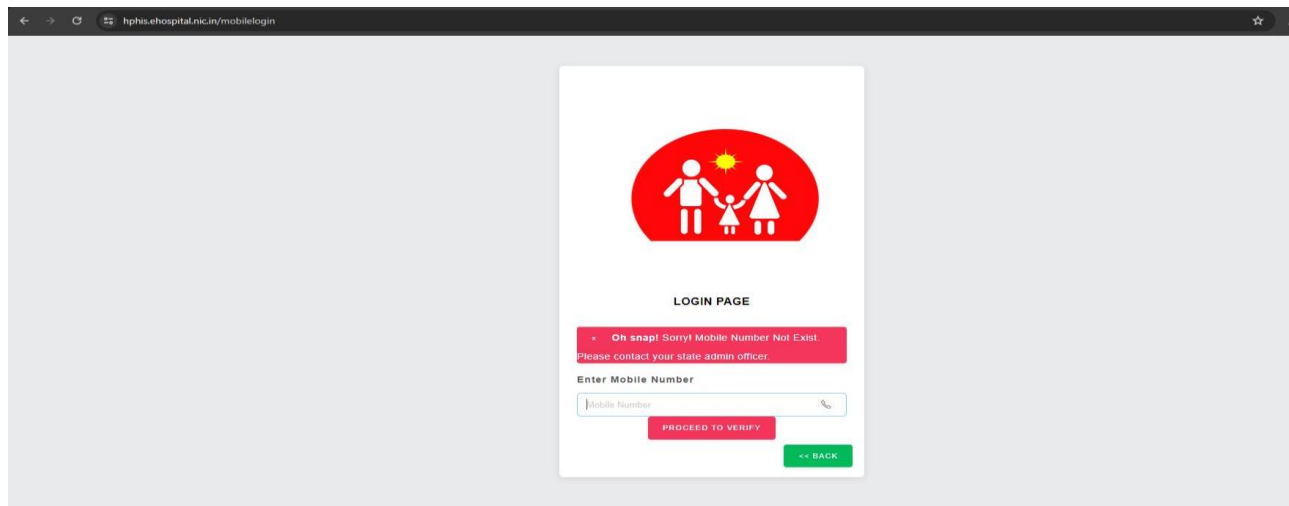 hphis.ehospital.nic.in/mobilelogin
LOGIN PAGE
× Oh snap! Sorry! Mobile Number Not Exist.
Please contact your state admin officer.
Enter Mobile Number
Mobile Number
PROCEED TO VERIFY
<< BACK